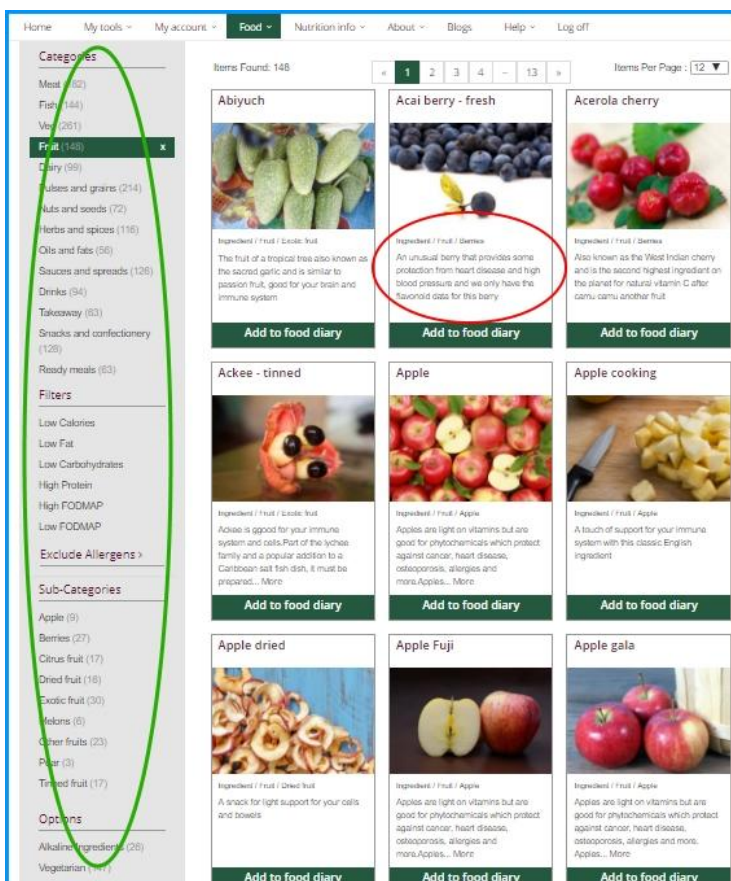 Home My tools My account Food Nutrition info About Blogs Help Log off
Categories
Meat (182)
Fish (144)
Veg (261)
Fruit (148) x
Dairy (99)
Pulses and grains (214)
Nuts and seeds (72)
Herbs and spices (116)
Oils and fats (56)
Sauces and spreads (126)
Drinks (94)
Takeaway (63)
Snacks and confectionery
(128)
Ready meals (63)
Filters
Low Calories
Low Fat
Low Carbohydrates
High Protein
High FODMAP
Low FODMAP
Exclude Allergens >
Sub-Categories
Apple (9)
Berries (27)
Citrus fruit (17)
Dried fruit (16)
Exotic fruit (30)
Melons (6)
Other fruits (23)
Pear (3)
Tinned fruit (17)
Options
Alkaline Ingredients (26)
Vegetarian
Items Found: 148
« 1 2 3 4 – 13 »
Items Per Page : 12 ▼
Abiyuch
Ingredient / Fruit / Exotic fruit
The fruit of a tropical tree also known as
the sacred garlic and is similar to
passion fruit, good for your brain and
immune system
Add to food diary
Acai berry - fresh
Ingredient / Fruit / Berries
An unusual berry that provides some
protection from heart disease and high
blood pressure and we only have the
flavonoid data for this berry
Add to food diary
Acerola cherry
Ingredient / Fruit / Berries
Also known as the West Indian cherry
and is the second highest ingredient on
the planet for natural vitamin C after
camu camu another fruit
Add to food diary
Ackee - tinned
Ingredient / Fruit / Exotic fruit
Ackee is ggood for your immune
system and cells.Part of the lychee
family and a popular addition to a
Caribbean salt fish dish, it must be
prepared... More
Add to food diary
Apple
Ingredient / Fruit / Apple
Apples are light on vitamins but are
good for phytochemicals which protect
against cancer, heart disease,
osteoporosis, allergies and
more.Apples... More
Add to food diary
Apple cooking
Ingredient / Fruit / Apple
A touch of support for your immune
system with this classic English
ingredient
Add to food diary
Apple dried
Ingredient / Fruit / Dried fruit
A snack for light support for your cells
and bowels
Add to food diary
Apple Fuji
Ingredient / Fruit / Apple
Apples are light on vitamins but are
good for phytochemicals which protect
against cancer, heart disease,
osteoporosis, allergies and
more.Apples... More
Add to food diary
Apple gala
Ingredient / Fruit / Apple
Apples are light on vitamins but are
good for phytochemicals which protect
against cancer, heart disease,
osteoporosis, allergies and more.
Apples... More
Add to food diary